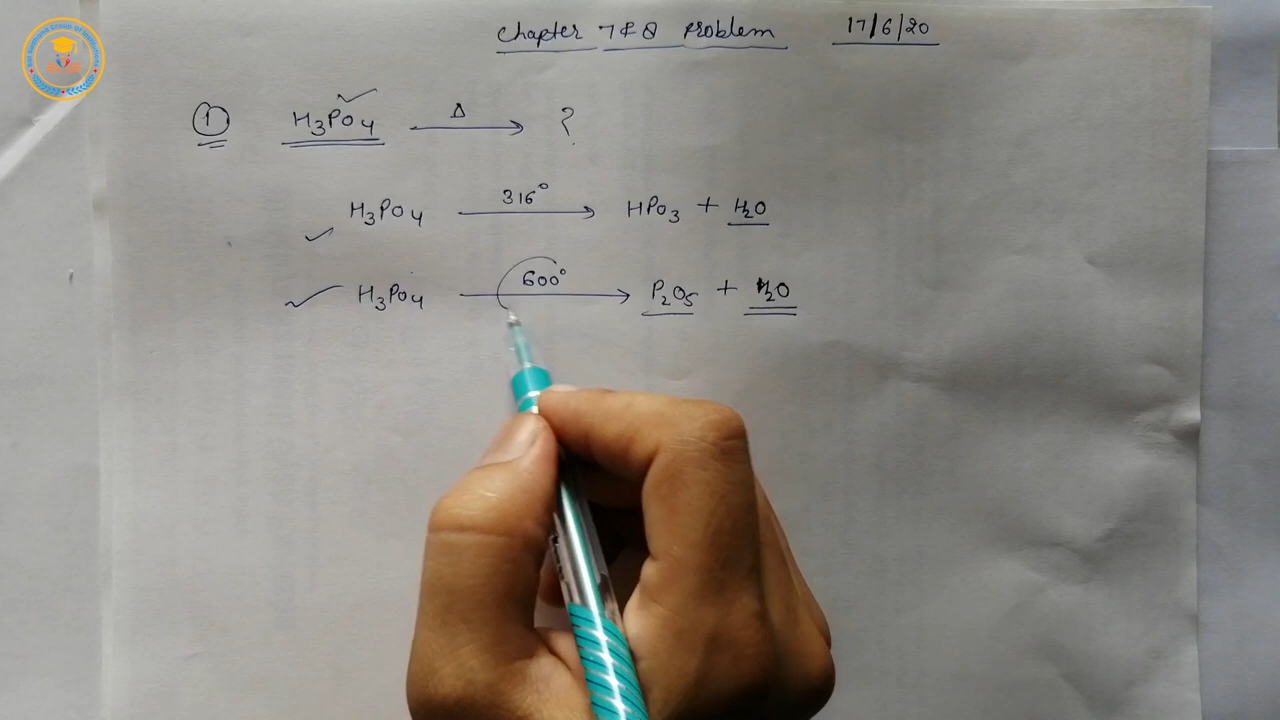 Chapter 7 & 8 Problem 17/6/20
① H₃PO₄ —Δ→ ?
H₃PO₄ —316°→ HPO₃ + H₂O
H₃PO₄ —600°→ P₂O₅ + H₂O